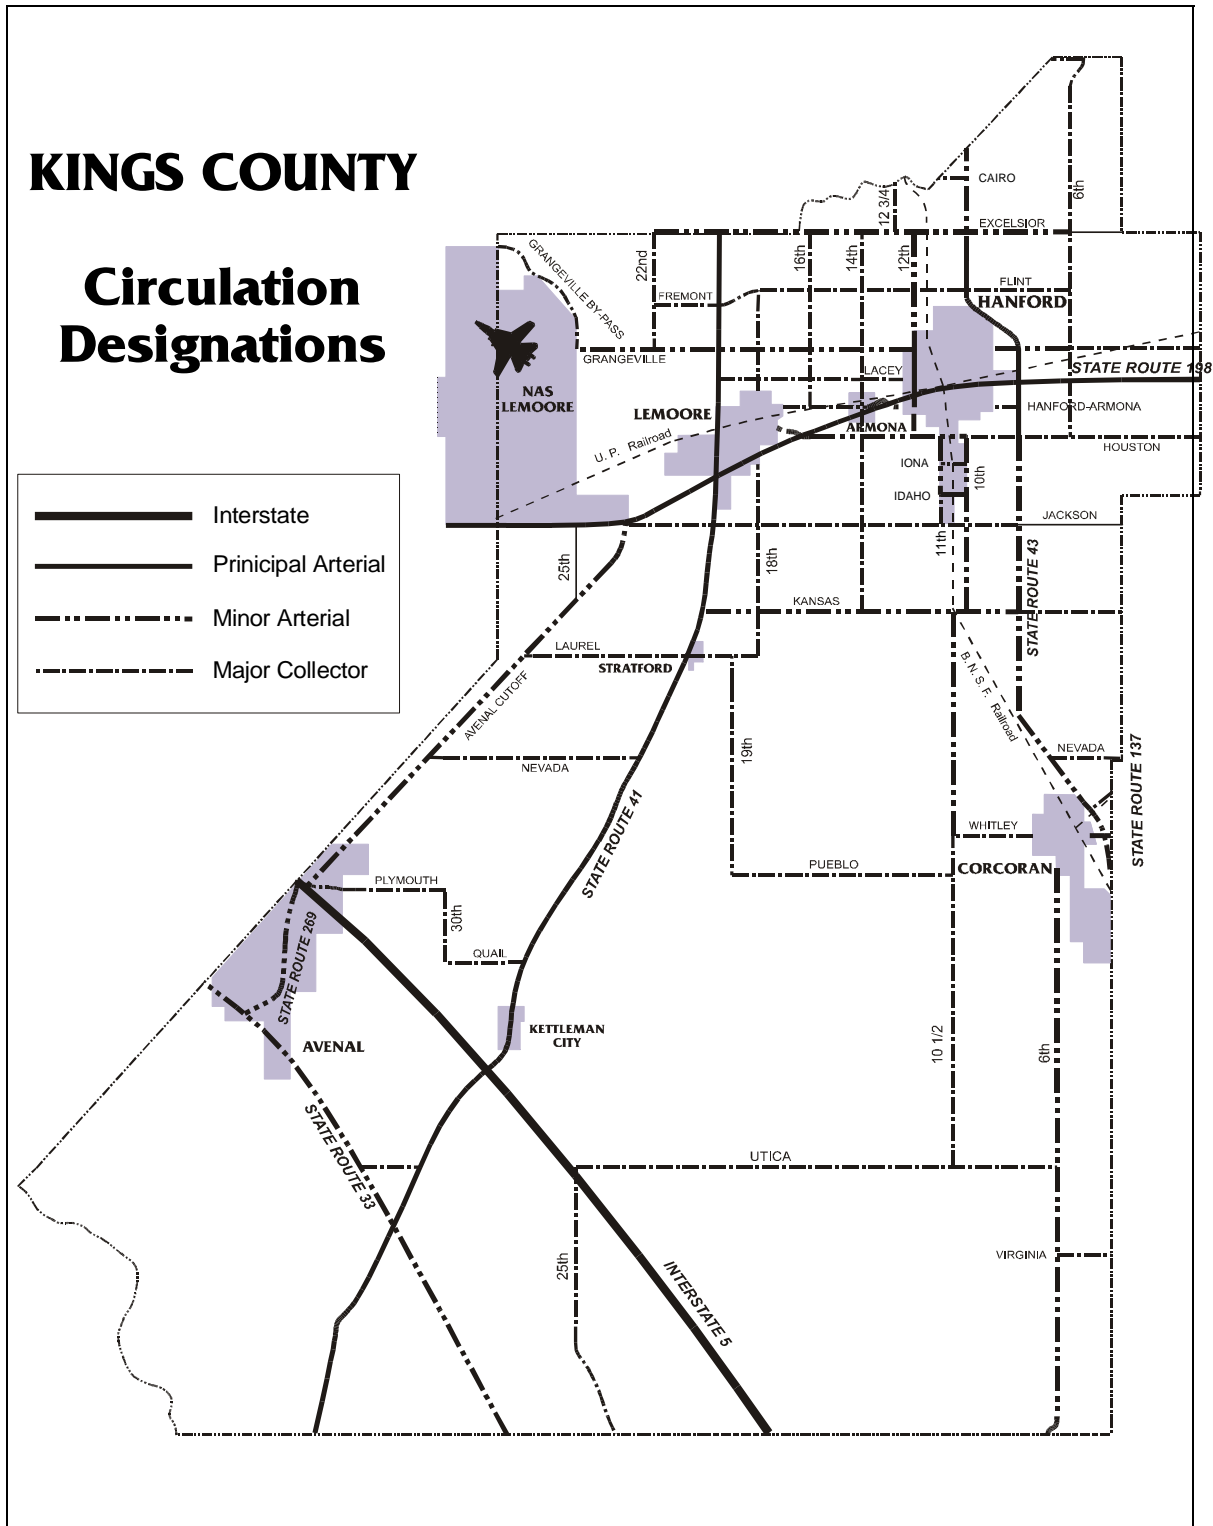 KINGS COUNTY
Circulation
Designations
Interstate
Prinicipal Arterial
Minor Arterial
Major Collector
CAIRO
6th
12 3/4
EXCELSIOR
22nd
16th
14th
12th
GRANGEVILLE BY-PASS
FREMONT
FLINT
HANFORD
GRANGEVILLE
LACEY
STATE ROUTE 198
NAS
LEMOORE
LEMOORE
HANFORD-ARMONA
ARMONA
U. P. Railroad
HOUSTON
IONA
10th
IDAHO
JACKSON
11th
25th
18th
STATE ROUTE 43
KANSAS
LAUREL
STRATFORD
B. N. S. F. Railroad
AVENAL CUTOFF
19th
NEVADA
NEVADA
STATE ROUTE 137
STATE ROUTE 41
WHITLEY
PUEBLO
CORCORAN
PLYMOUTH
30th
STATE ROUTE 269
QUAIL
KETTLEMAN
CITY
AVENAL
10 1/2
6th
STATE ROUTE 33
UTICA
VIRGINIA
25th
INTERSTATE 5